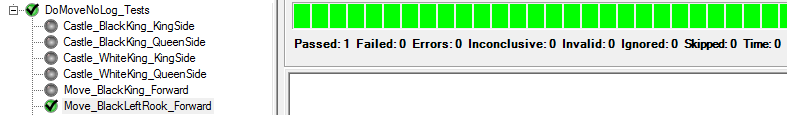 DoMoveNoLog_Tests
Castle_BlackKing_KingSide
Castle_BlackKing_QueenSide
Castle_WhiteKing_KingSide
Castle_WhiteKing_QueenSide
Move_BlackKing_Forward
Move_BlackLeftRook_Forward
Passed: 1 Failed: 0 Errors: 0 Inconclusive: 0 Invalid: 0 Ignored: 0 Skipped: 0 Time: 0